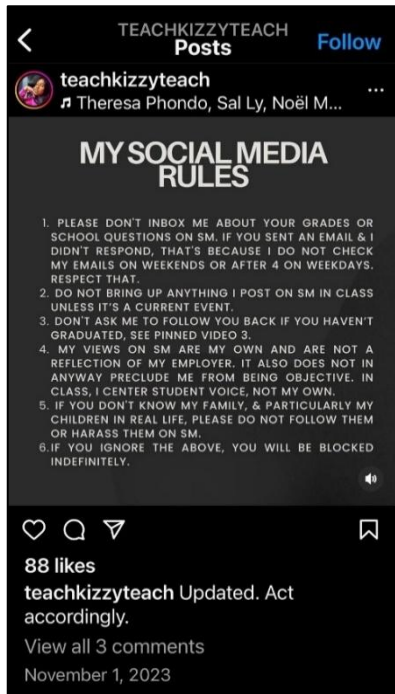 TEACHKIZZYTEACH
Posts
Follow
teachkizzyteach
Theresa Phondo, Sal Ly, Noël M...
MY SOCIAL MEDIA
RULES
1. PLEASE DON'T INBOX ME ABOUT YOUR GRADES OR
SCHOOL QUESTIONS ON SM. IF YOU SENT AN EMAIL & I
DIDN'T RESPOND, THAT'S BECAUSE I DO NOT CHECK
MY EMAILS ON WEEKENDS OR AFTER 4 ON WEEKDAYS.
RESPECT THAT.
2. DO NOT BRING UP ANYTHING I POST ON SM IN CLASS
UNLESS IT'S A CURRENT EVENT.
3. DON'T ASK ME TO FOLLOW YOU BACK IF YOU HAVEN'T
GRADUATED, SEE PINNED VIDEO 3.
4. MY VIEWS ON SM ARE MY OWN AND ARE NOT A
REFLECTION OF MY EMPLOYER. IT ALSO DOES NOT IN
ANYWAY PRECLUDE ME FROM BEING OBJECTIVE. IN
CLASS, I CENTER STUDENT VOICE, NOT MY OWN.
5. IF YOU DON'T KNOW MY FAMILY, & PARTICULARLY MY
CHILDREN IN REAL LIFE, PLEASE DO NOT FOLLOW THEM
OR HARASS THEM ON SM.
6.IF YOU IGNORE THE ABOVE, YOU WILL BE BLOCKED
INDEFINITELY.
88 likes
teachkizzyteach Updated. Act
accordingly.
View all 3 comments
November 1, 2023